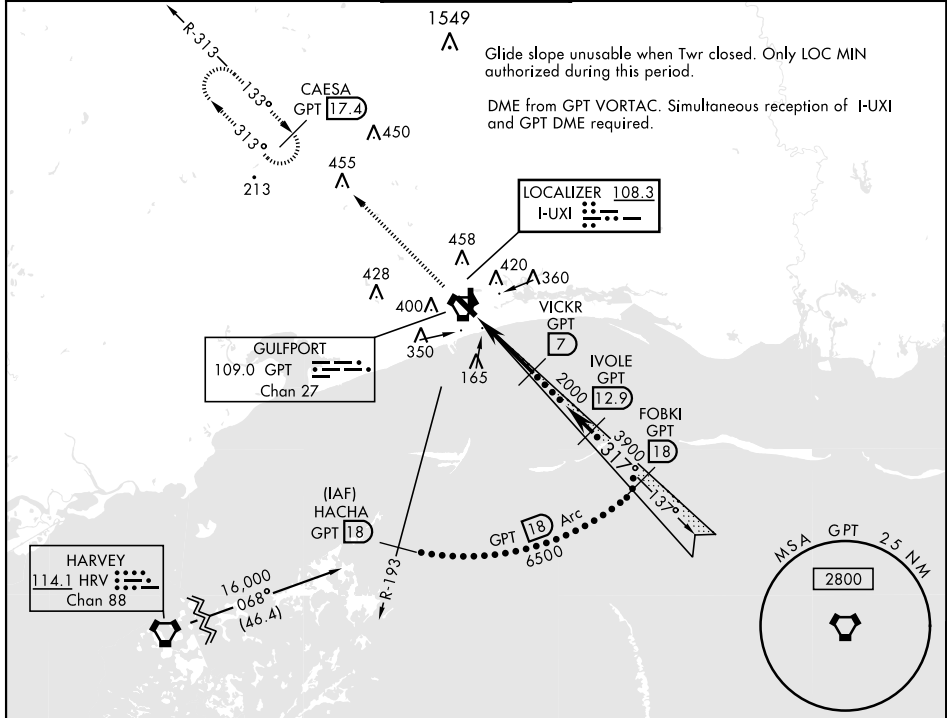 1549
Glide slope unusable when Twr closed. Only LOC MIN
authorized during this period.
DME from GPT VORTAC. Simultaneous reception of I-UXI
and GPT DME required.
R-313
133°
313°
CAESA
GPT 17.4
450
455
213
LOCALIZER 108.3
I-UXI
458
420
360
428
400
350
165
VICKR
GPT
7
GULFPORT
109.0 GPT
Chan 27
IVOLE
GPT
12.9
2000
FOBKI
GPT
18
3900
317°
137°
(IAF)
HACHA
GPT 18
GPT 18 Arc
6500
R-193
HARVEY
114.1 HRV
Chan 88
16,000
068°
(46.4)
MSA GPT 25 NM
2800